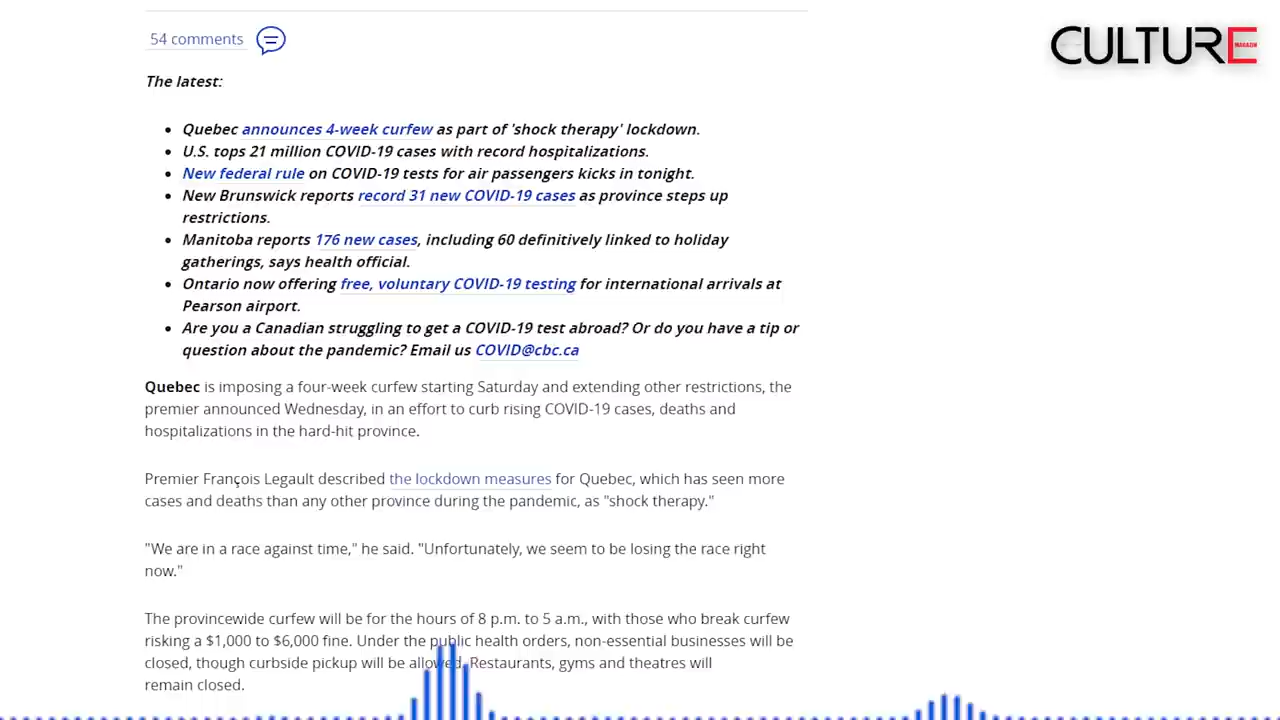 54 comments
CULTURE
MAGAZIN
The latest:
Quebec announces 4-week curfew as part of 'shock therapy' lockdown.
U.S. tops 21 million COVID-19 cases with record hospitalizations.
New federal rule on COVID-19 tests for air passengers kicks in tonight.
New Brunswick reports record 31 new COVID-19 cases as province steps up
restrictions.
Manitoba reports 176 new cases, including 60 definitively linked to holiday
gatherings, says health official.
Ontario now offering free, voluntary COVID-19 testing for international arrivals at
Pearson airport.
Are you a Canadian struggling to get a COVID-19 test abroad? Or do you have a tip or
question about the pandemic? Email us COVID@cbc.ca
Quebec is imposing a four-week curfew starting Saturday and extending other restrictions, the
premier announced Wednesday, in an effort to curb rising COVID-19 cases, deaths and
hospitalizations in the hard-hit province.
Premier François Legault described the lockdown measures for Quebec, which has seen more
cases and deaths than any other province during the pandemic, as "shock therapy."
"We are in a race against time," he said. "Unfortunately, we seem to be losing the race right
now."
The provincewide curfew will be for the hours of 8 p.m. to 5 a.m., with those who break curfew
risking a $1,000 to $6,000 fine. Under the public health orders, non-essential businesses will be
closed, though curbside pickup will be allowed. Restaurants, gyms and theatres will
remain closed.